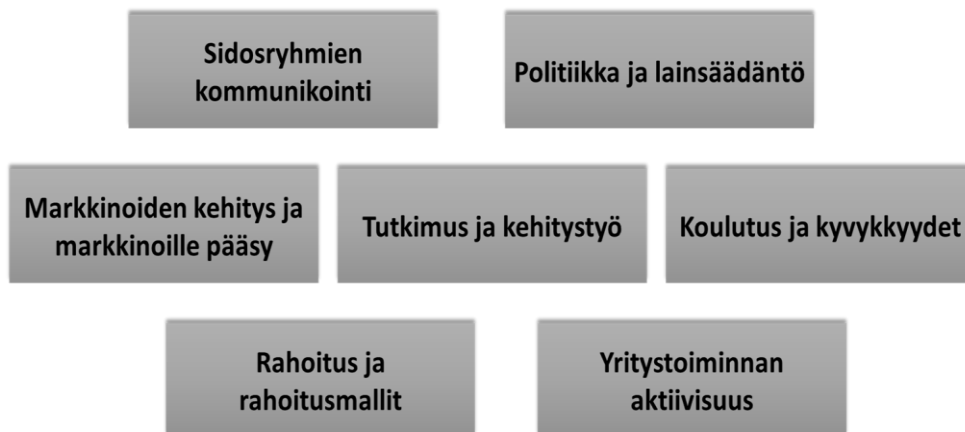 Sidosryhmien
kommunikointi
Politiikka ja lainsäädäntö
Markkinoiden kehitys ja
markkinoille pääsy
Tutkimus ja kehitystyö
Koulutus ja kyvykkyydet
Rahoitus ja
rahoitusmallit
Yritystoiminnan
aktiivisuus